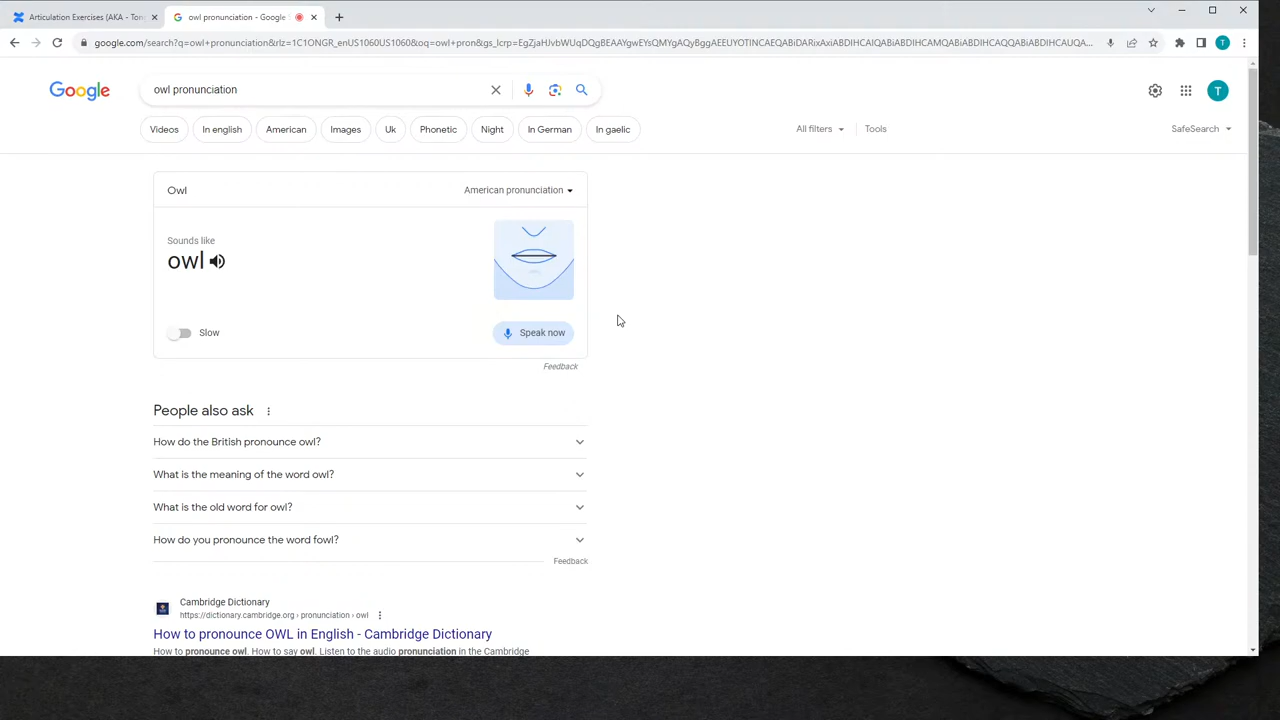 Articulation Exercises (AKA - Ton
owl pronunciation - Google S
google.com/search?q=owl+pronunciation&rlz=1C1ONGR_enUS1060US1060&oq=owl+pron&gs_lcrp=EgZjaHJvbWUqDQgBEAAYgwEYsQMYgAQyBggAEEUYOTINCAEQABiDARixAxiABDIHCAIQABiABDIHCAMQABiABDIHCAQQABiABDIHCAUQA...
Google
owl pronunciation
T
Videos
In english
American
Images
Uk
Phonetic
Night
In German
In gaelic
All filters
Tools
SafeSearch
Owl
American pronunciation
Sounds like
owl
Slow
Speak now
Feedback
People also ask
How do the British pronounce owl?
What is the meaning of the word owl?
What is the old word for owl?
How do you pronounce the word fowl?
Feedback
Cambridge Dictionary
https://dictionary.cambridge.org › pronunciation › owl
How to pronounce OWL in English - Cambridge Dictionary
How to pronounce owl. How to say owl. Listen to the audio pronunciation in the Cambridge